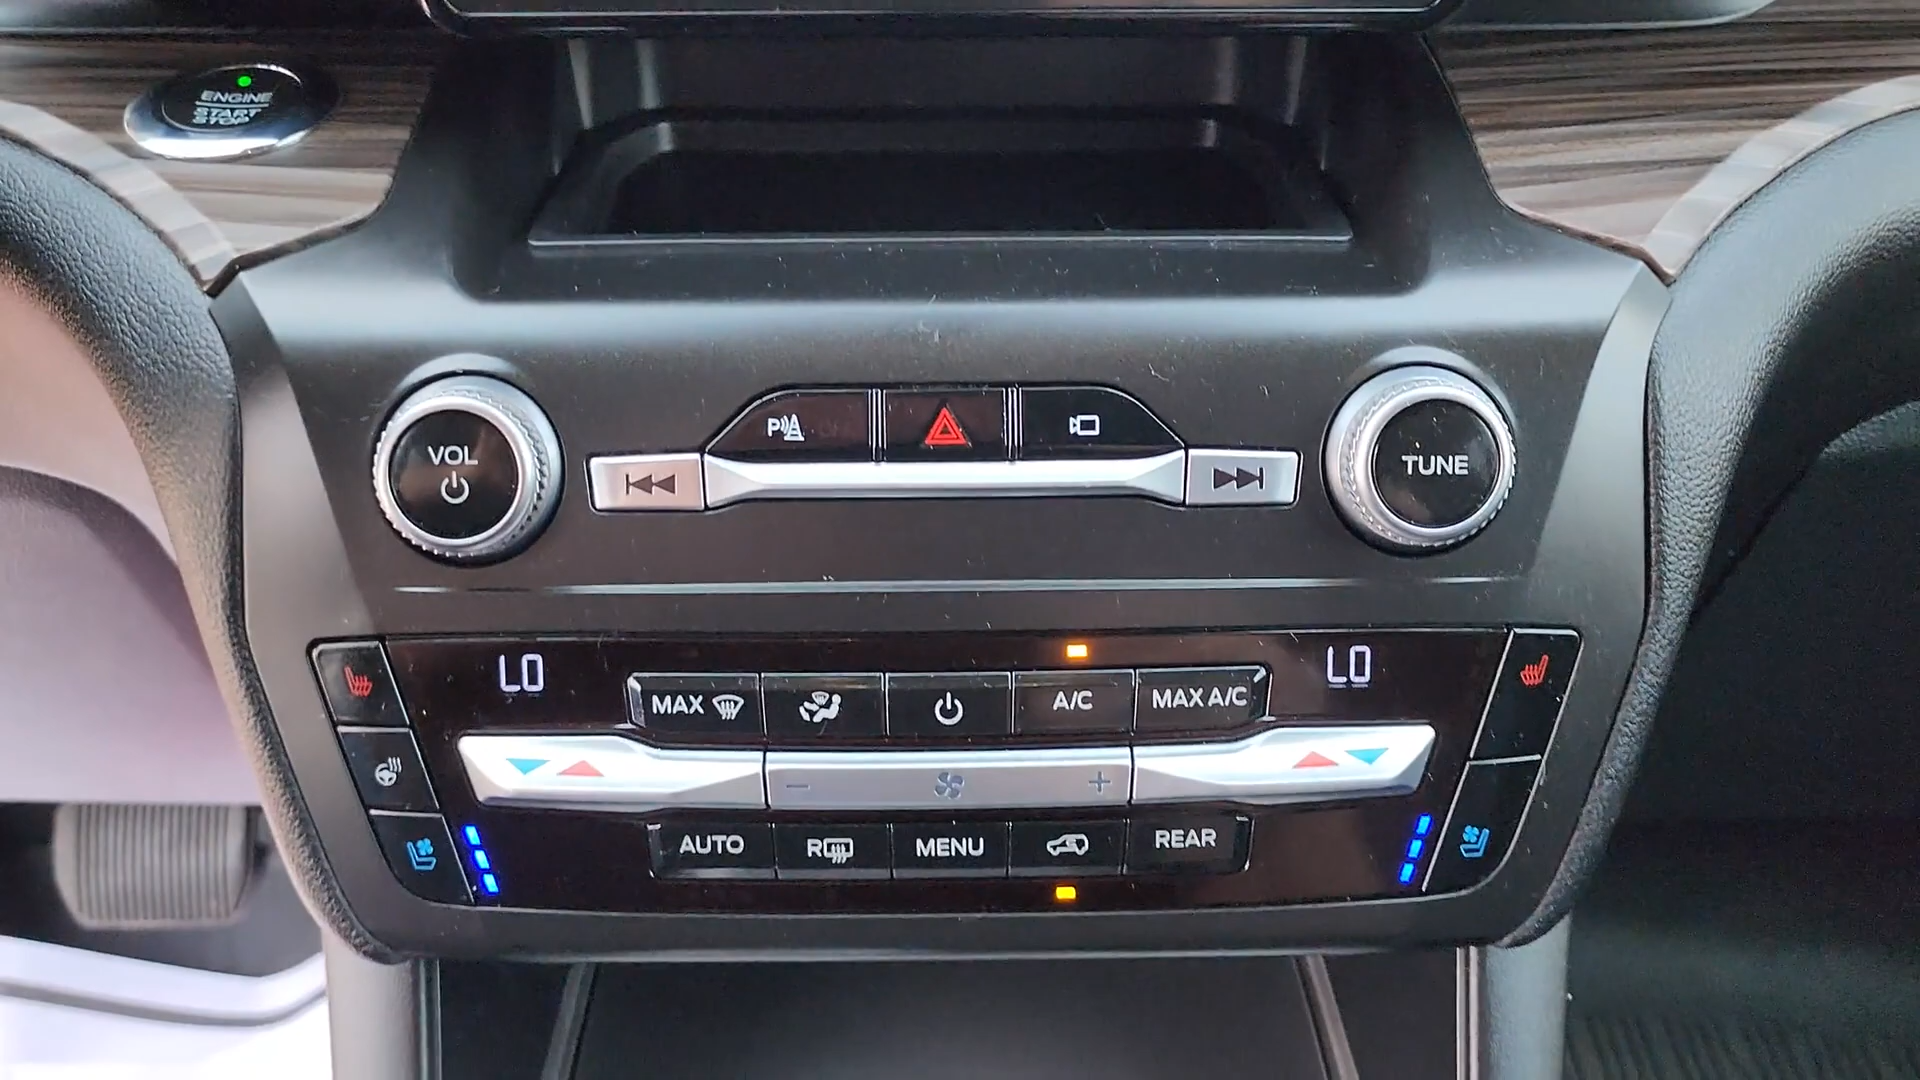 ENGINE
START
STOP
VOL
P
TUNE
LO
LO
MAX
A/C
MAX A/C
- +
AUTO
R
MENU
REAR